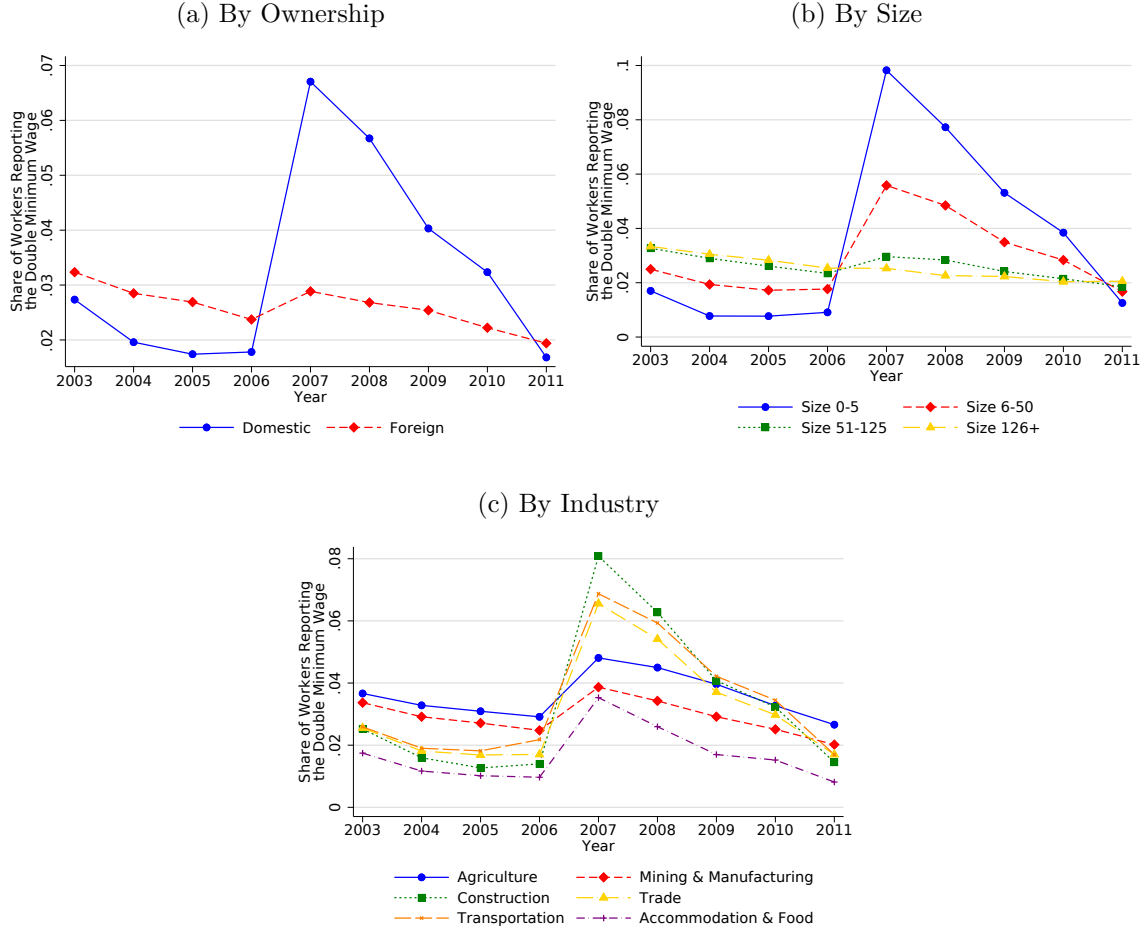 (a) By Ownership
Share of Workers Reporting
the Double Minimum Wage
.07
.06
.05
.04
.03
.02
2003 2004 2005 2006 2007 2008 2009 2010 2011
Year
Domestic Foreign
(b) By Size
Share of Workers Reporting
the Double Minimum Wage
.1
.08
.06
.04
.02
0
2003 2004 2005 2006 2007 2008 2009 2010 2011
Year
Size 0-5 Size 6-50
Size 51-125 Size 126+
(c) By Industry
Share of Workers Reporting
the Double Minimum Wage
.08
.06
.04
.02
0
2003 2004 2005 2006 2007 2008 2009 2010 2011
Year
Agriculture Mining & Manufacturing
Construction Trade
Transportation Accommodation & Food